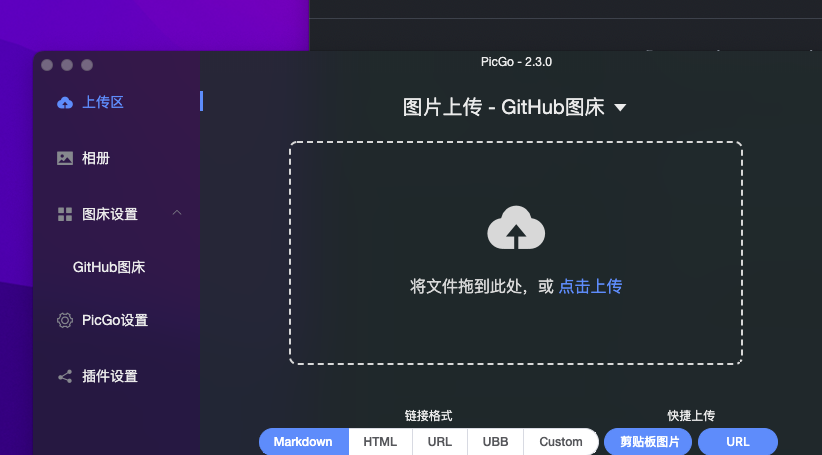 PicGo - 2.3.0
上传区
图片上传 - GitHub图床
相册
图床设置
GitHub图床
将文件拖到此处，或 点击上传
PicGo设置
插件设置
链接格式
快捷上传
Markdown
HTML
URL
UBB
Custom
剪贴板图片
URL